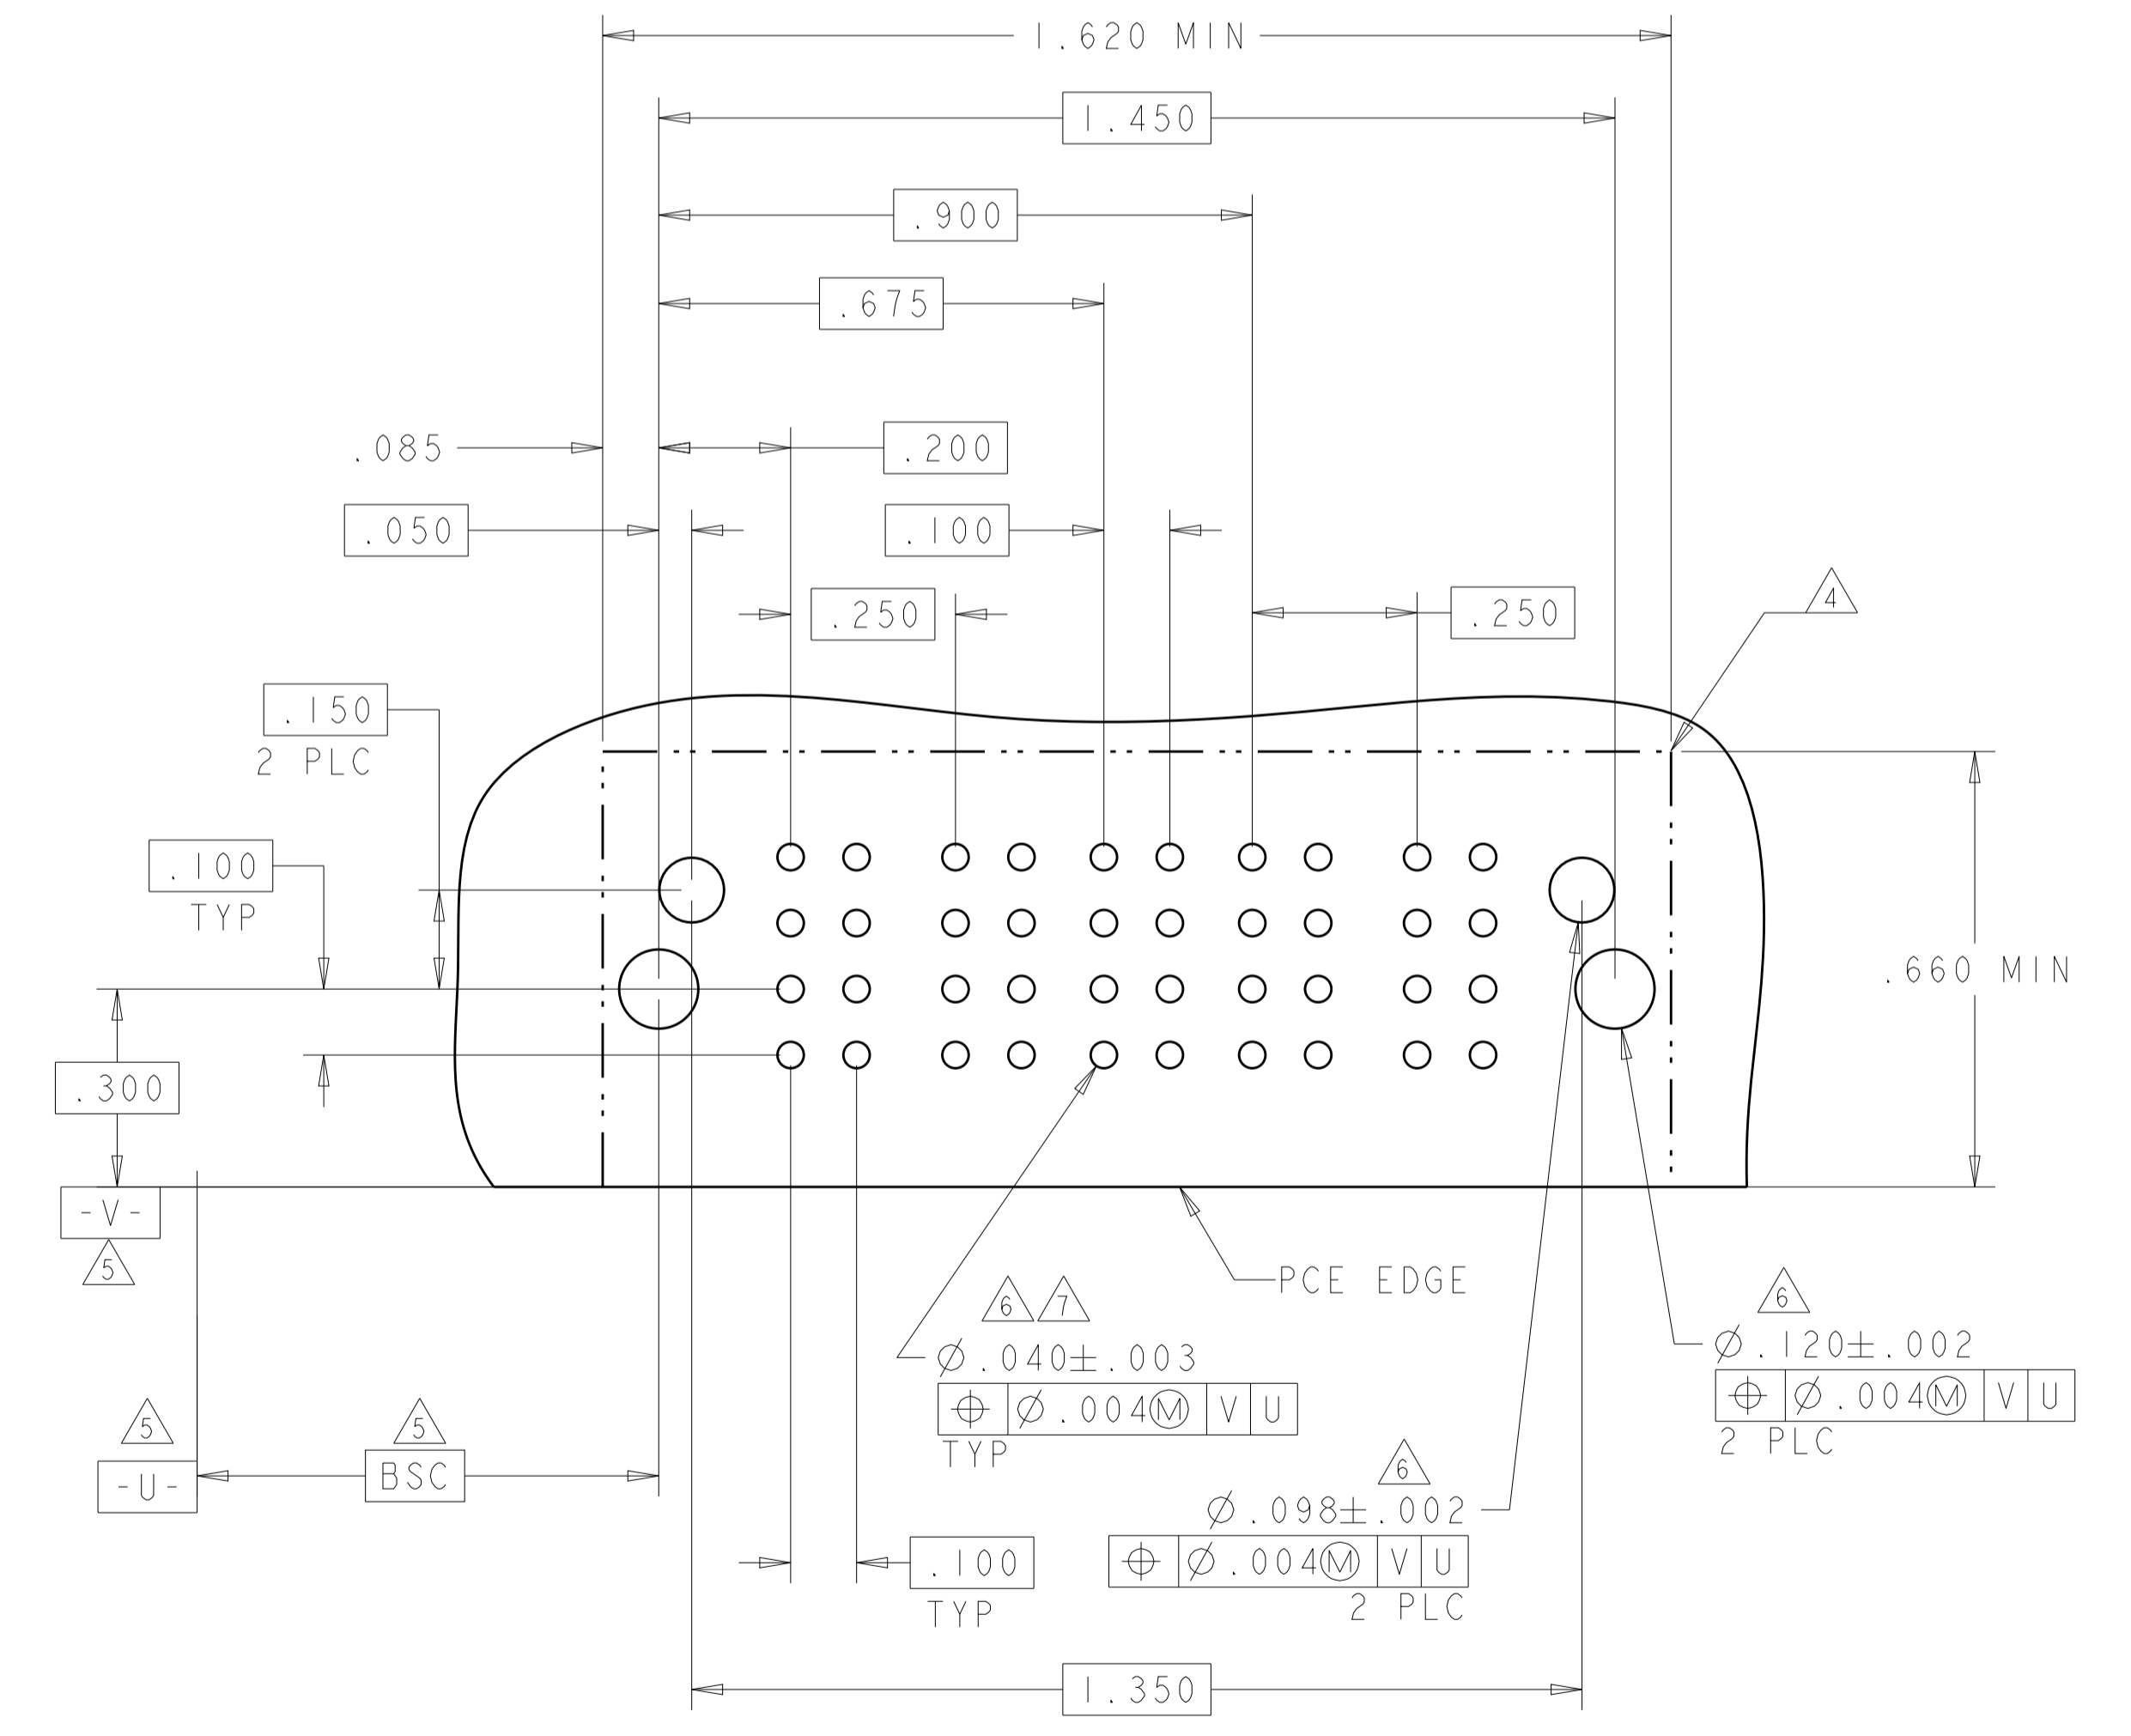 1.620 MIN
1.450
.900
.675
.085
.200
.050
.100
.250
.250
4
.150
2 PLC
.100
TYP
.660 MIN
.300
-V-
5
PCE EDGE
6 7
Ø.040±.003
⌖ Ø.004Ⓜ V U
TYP
6
Ø.120±.002
⌖ Ø.004Ⓜ V U
2 PLC
5
-U-
5
BSC
6
Ø.098±.002
⌖ Ø.004Ⓜ V U
2 PLC
.100
TYP
1.350